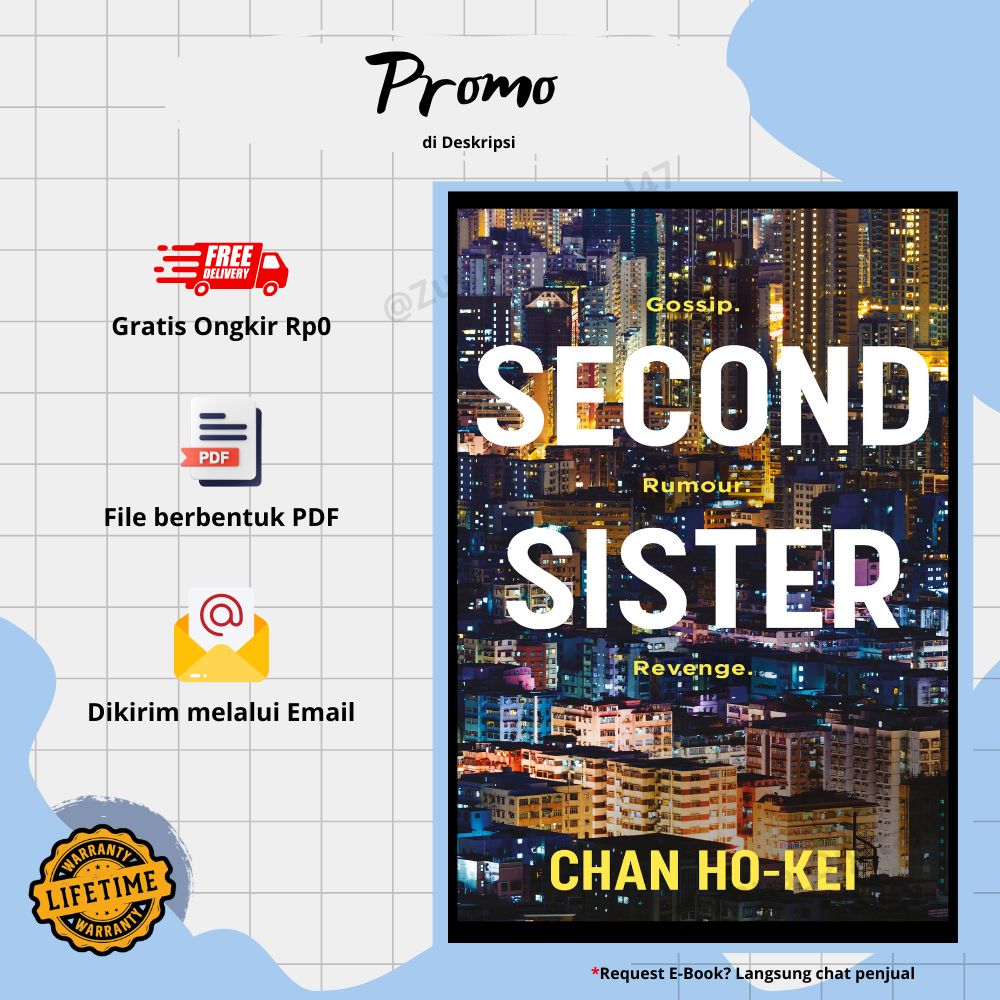 Promo
di Deskripsi
FREE
DELIVERY
Gratis Ongkir Rp0
PDF
File berbentuk PDF
@
Dikirim melalui Email
WARRANTY
LIFETIME
WARRANTY
Gossip.
SECOND
Rumour.
SISTER
Revenge.
CHAN HO-KEI
*Request E-Book? Langsung chat penjual